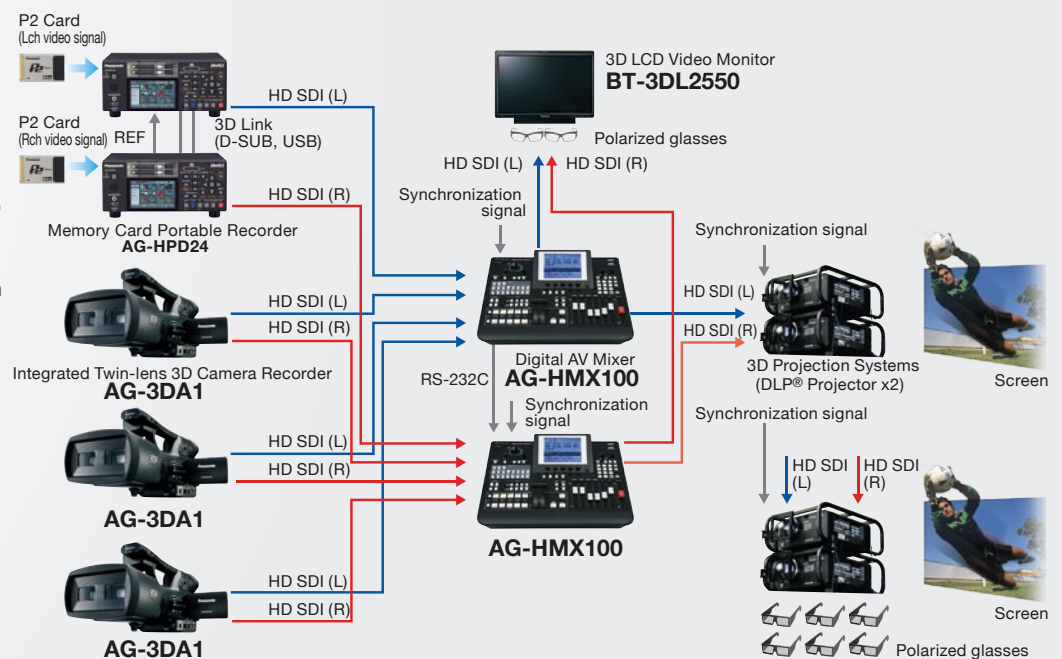 P2 Card
(Lch video signal)
HD SDI (L)
P2 Card
(Rch video signal)
REF
3D Link
(D-SUB, USB)
HD SDI (R)
Memory Card Portable Recorder
AG-HPD24
HD SDI (L)
HD SDI (R)
Integrated Twin-lens 3D Camera Recorder
AG-3DA1
HD SDI (L)
HD SDI (R)
AG-3DA1
HD SDI (L)
HD SDI (R)
AG-3DA1
3D LCD Video Monitor
BT-3DL2550
Polarized glasses
HD SDI (L)
HD SDI (R)
Synchronization
signal
Digital AV Mixer
AG-HMX100
RS-232C
Synchronization
signal
AG-HMX100
Synchronization signal
HD SDI (L)
HD SDI (R)
3D Projection Systems
(DLP® Projector x2)
Screen
Synchronization signal
HD SDI
(L)
HD SDI
(R)
Screen
Polarized glasses